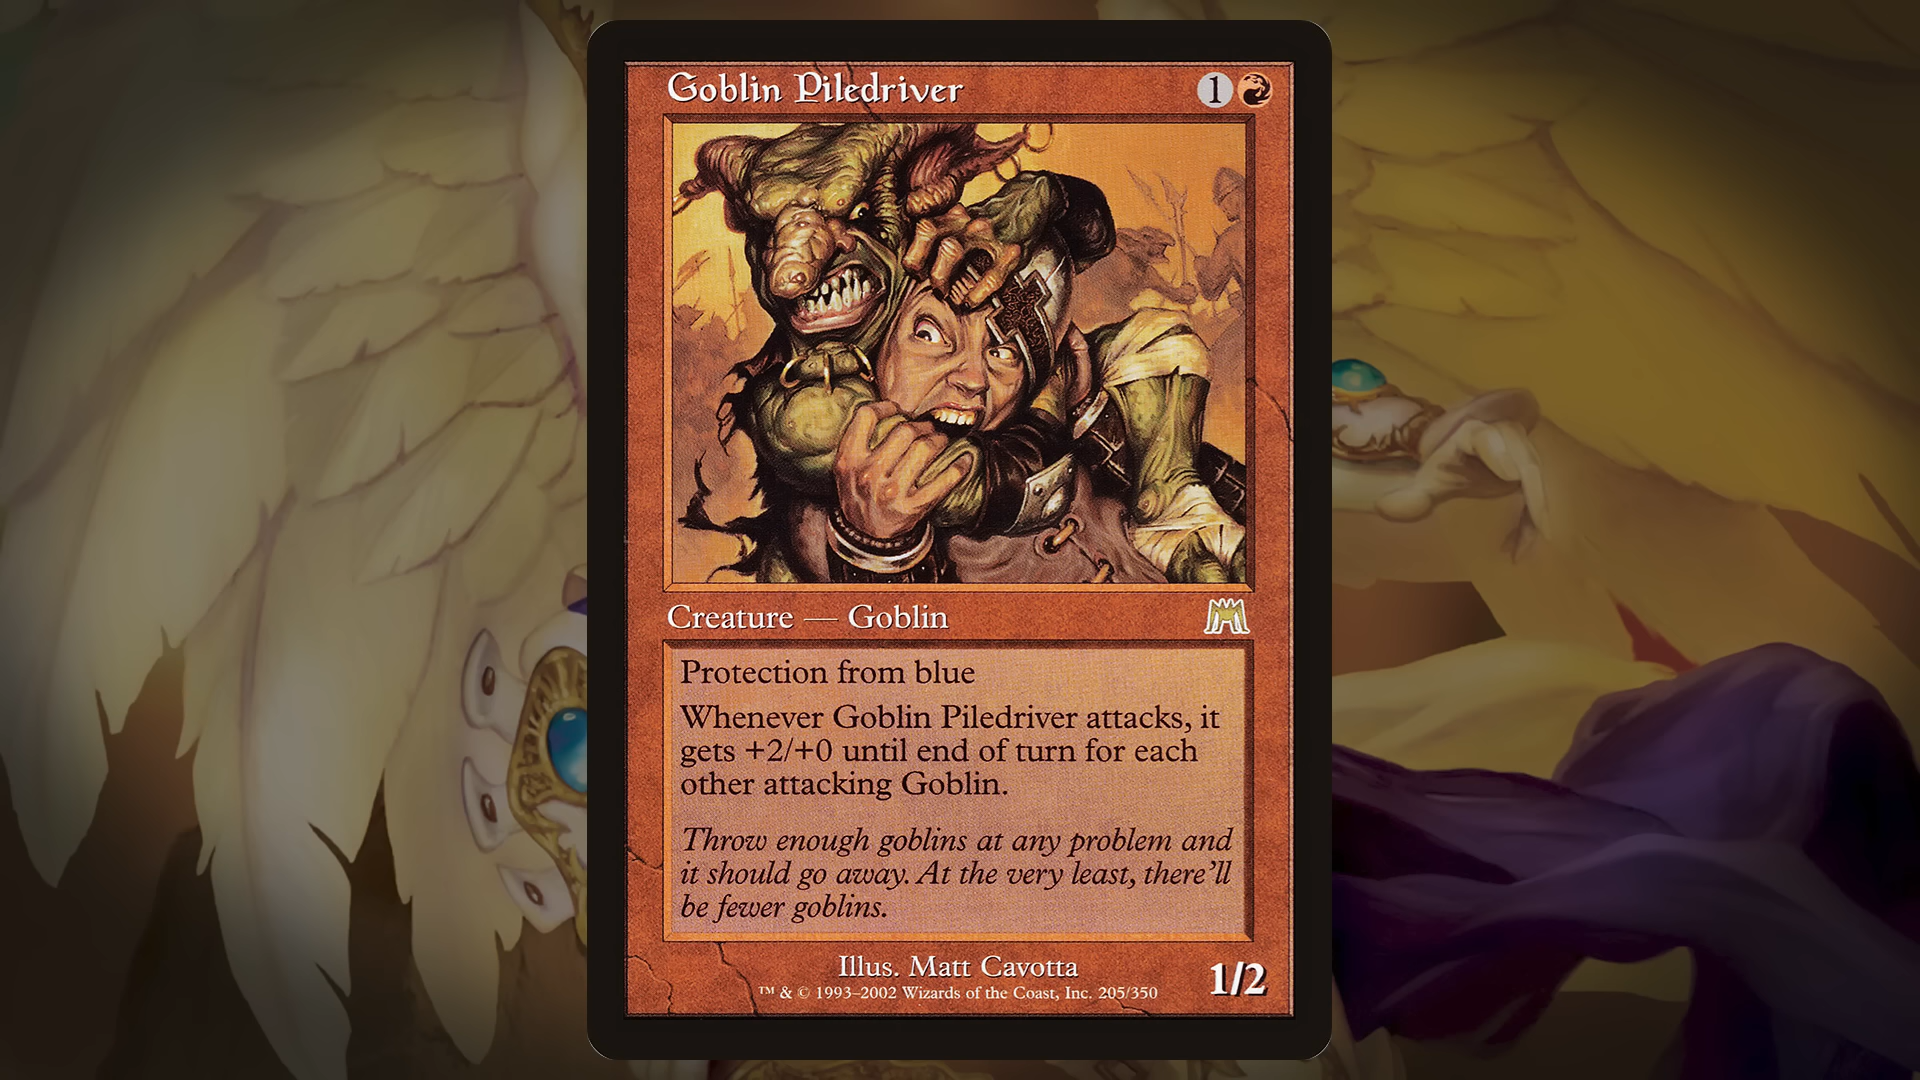 Goblin Piledriver 1
Creature — Goblin
Protection from blue
Whenever Goblin Piledriver attacks, it
gets +2/+0 until end of turn for each
other attacking Goblin.
Throw enough goblins at any problem and
it should go away. At the very least, there'll
be fewer goblins.
Illus. Matt Cavotta
™ & © 1993–2002 Wizards of the Coast, Inc. 205/350
1/2